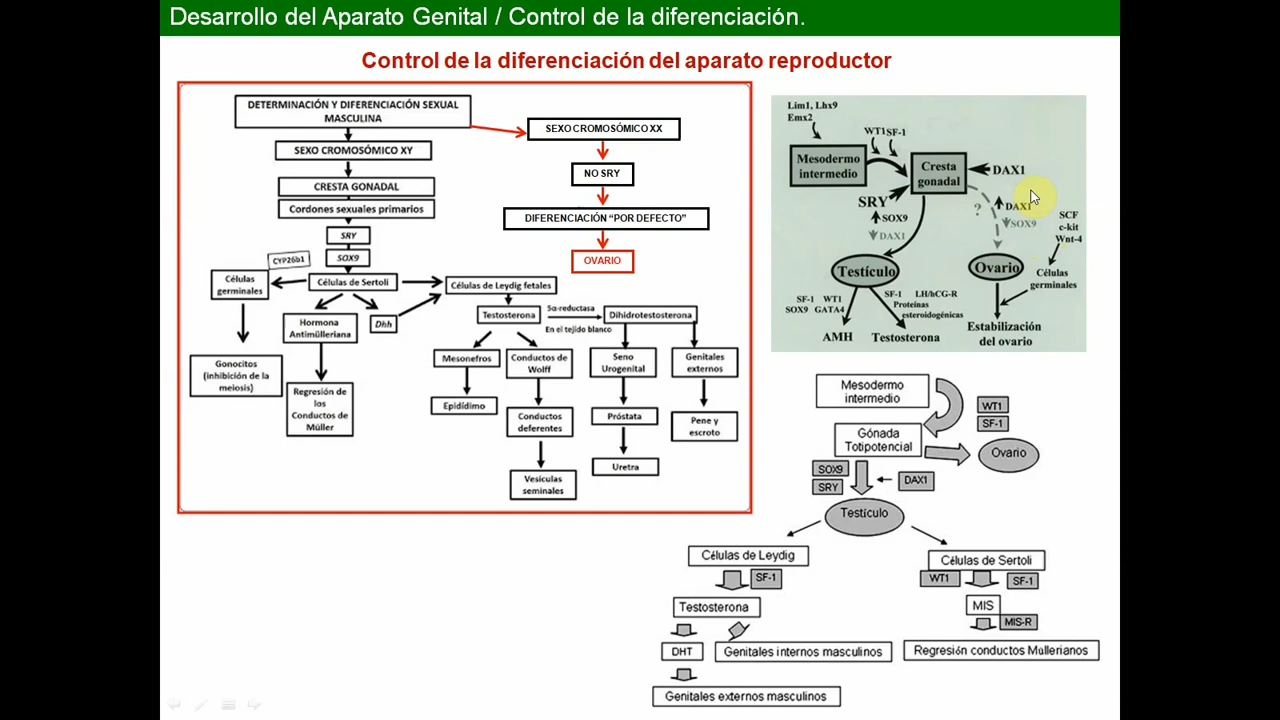 Desarrollo del Aparato Genital / Control de la diferenciación.
Control de la diferenciación del aparato reproductor
DETERMINACIÓN Y DIFERENCIACIÓN SEXUAL
MASCULINA
SEXO CROMOSÓMICO XY
CRESTA GONADAL
Cordones sexuales primarios
SRY
SOX9
CYP26b1
Células
germinales
Células de Sertoli
Células de Leydig fetales
Hormona
Antimülleriana
Dhh
Gonocitos
(inhibición de la
meiosis)
Regresión de
los
Conductos de
Müller
Testosterona
5α-reductasa
En el tejido blanco
Dihidrotestosterona
Mesonefros
Conductos de
Wolff
Seno
Urogenital
Genitales
externos
Epidídimo
Conductos
deferentes
Próstata
Pene y
escroto
Vesículas
seminales
Uretra
SEXO CROMOSÓMICO XX
NO SRY
DIFERENCIACIÓN “POR DEFECTO”
OVARIO
Lim1, Lhx9
Emx2
WT1 SF-1
Mesodermo
intermedio
Cresta
gonadal
DAX1
SRY
SOX9
DAX1
?
DAX1
SOX9
SCF
c-kit
Wnt-4
Testículo
Ovario
Células
germinales
SF-1 WT1
SOX9 GATA4
SF-1 LH/hCG-R
Proteínas
esteroidogénicas
AMH
Testosterona
Estabilización
del ovario
Mesodermo
intermedio
WT1
SF-1
Gónada
Totipotencial
Ovario
SOX9
SRY
DAX1
Testículo
Células de Leydig
Células de Sertoli
SF-1
WT1
SF-1
Testosterona
MIS
MIS-R
DHT
Genitales internos masculinos
Regresión conductos Mullerianos
Genitales externos masculinos